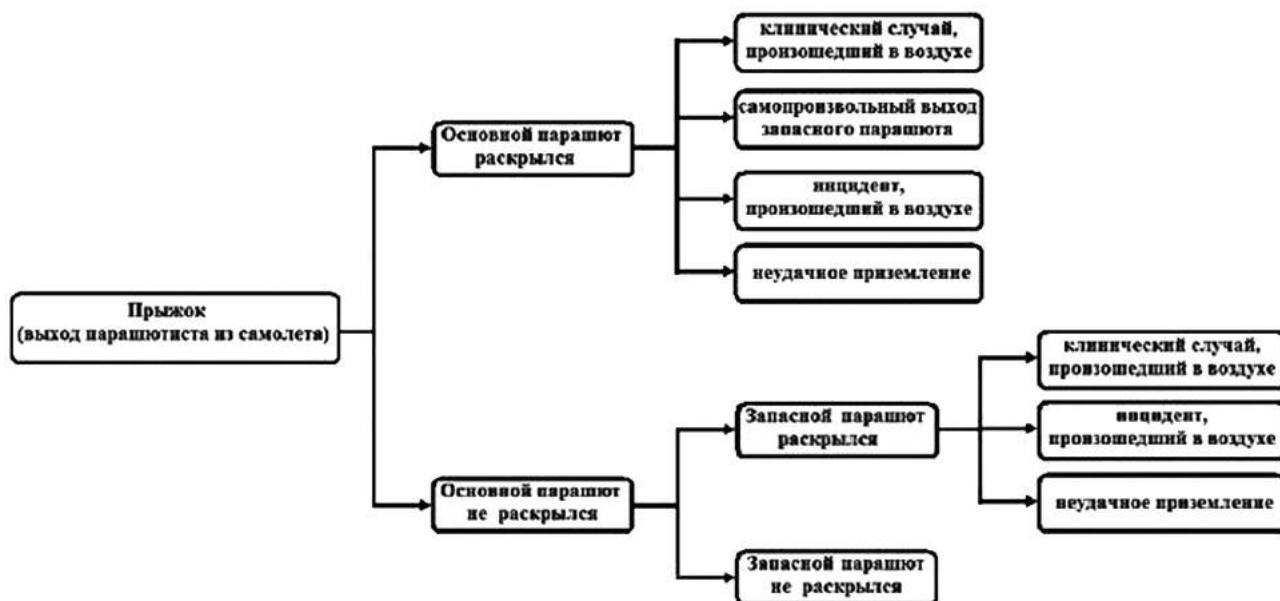 клинический случай,
произошедший в воздухе
самопроизвольный выход
запасного парашюта
Основной парашют
раскрылся
инцидент,
произошедший в воздухе
неудачное приземление
Прыжок
(выход парашютиста из самолета)
клинический случай,
произошедший в воздухе
Запасной парашют
раскрылся
инцидент,
произошедший в воздухе
Основной парашют
не раскрылся
неудачное приземление
Запасной парашют
не раскрылся